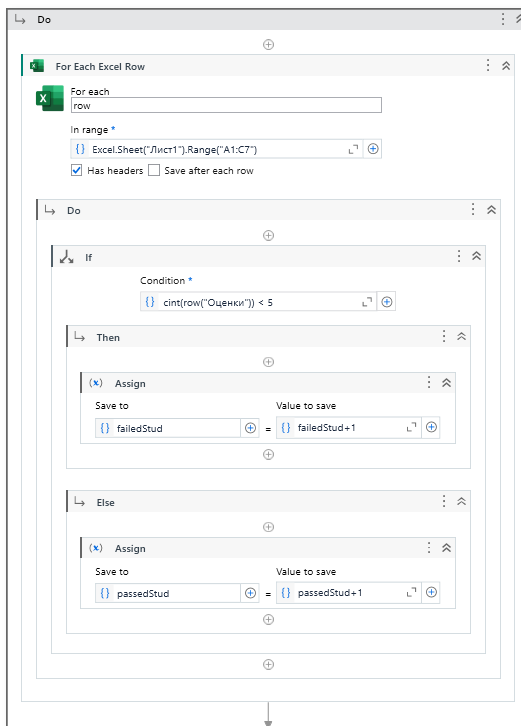 Do
For Each Excel Row
For each
row
In range *
Excel.Sheet("Лист1").Range("A1:C7")
Has headers Save after each row
Do
If
Condition *
cint(row("Оценки")) < 5
Then
Assign
Save to Value to save
failedStud = failedStud+1
Else
Assign
Save to Value to save
passedStud = passedStud+1